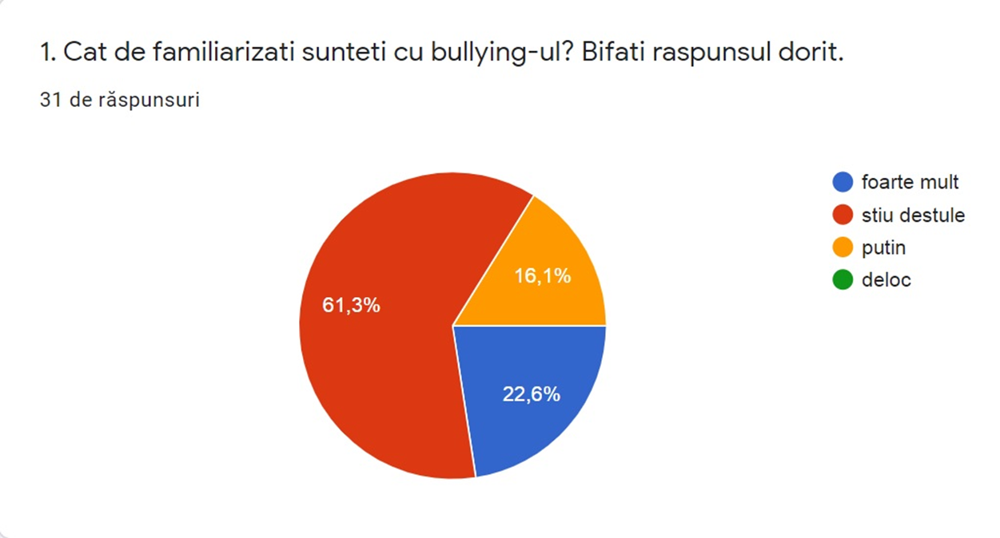 1. Cat de familiarizati sunteti cu bullying-ul? Bifati raspunsul dorit.
31 de răspunsuri
foarte mult
stiu destule
putin
deloc
16,1%
61,3%
22,6%